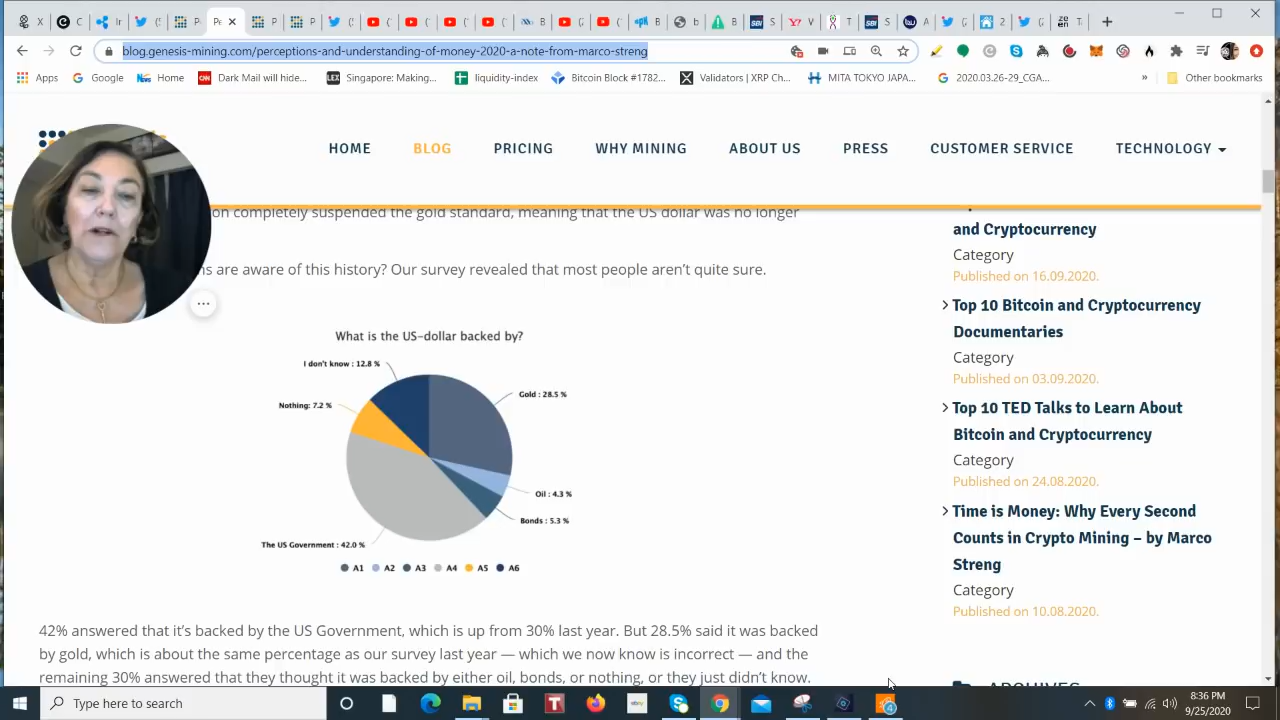 Pe
blog.genesis-mining.com/perceptions-and-understanding-of-money-2020-a-note-from-marco-streng
Apps
Google
Home
Dark Mail will hide...
Singapore: Making...
liquidity-index
Bitcoin Block #1782...
Validators | XRP Ch...
MITA TOKYO JAPA...
2020.03.26-29_CGA...
»
Other bookmarks
HOME
BLOG
PRICING
WHY MINING
ABOUT US
PRESS
CUSTOMER SERVICE
TECHNOLOGY
on completely suspended the gold standard, meaning that the US dollar was no longer
ns are aware of this history? Our survey revealed that most people aren't quite sure.
What is the US-dollar backed by?
I don't know : 12.8 %
Gold : 28.5 %
Nothing: 7.2 %
Oil : 4.3 %
Bonds : 5.3 %
The US Government : 42.0 %
A1 A2 A3 A4 A5 A6
42% answered that it's backed by the US Government, which is up from 30% last year. But 28.5% said it was backed
by gold, which is about the same percentage as our survey last year — which we now know is incorrect — and the
remaining 30% answered that they thought it was backed by either oil, bonds, or nothing, or they just didn't know.
and Cryptocurrency
Category
Published on 16.09.2020.
Top 10 Bitcoin and Cryptocurrency
Documentaries
Category
Published on 03.09.2020.
Top 10 TED Talks to Learn About
Bitcoin and Cryptocurrency
Category
Published on 24.08.2020.
Time is Money: Why Every Second
Counts in Crypto Mining – by Marco
Streng
Category
Published on 10.08.2020.
ARCHIVES
Type here to search
8:36 PM
9/25/2020